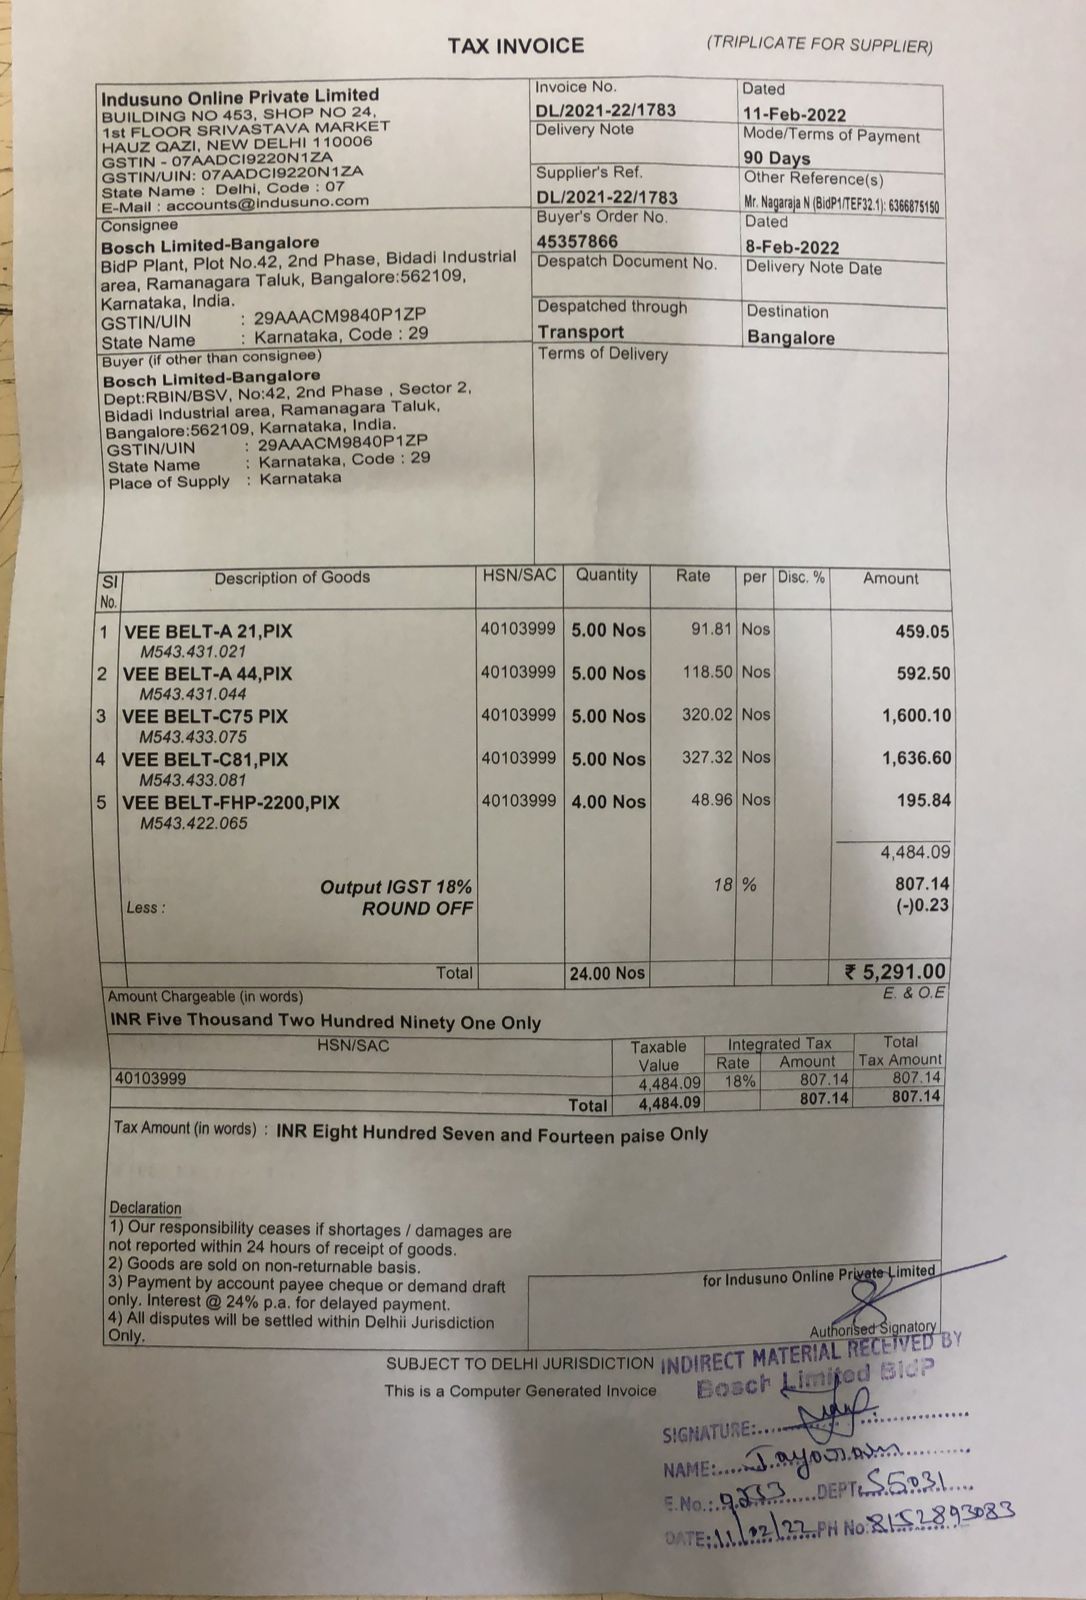 TAX INVOICE
(TRIPLICATE FOR SUPPLIER)
Indusuno Online Private Limited
BUILDING NO 453, SHOP NO 24,
1st FLOOR SRIVASTAVA MARKET
HAUZ QAZI, NEW DELHI 110006
GSTIN - 07AADCI9220N1ZA
GSTIN/UIN: 07AADCI9220N1ZA
State Name : Delhi, Code : 07
E-Mail : accounts@indusuno.com
Invoice No.
DL/2021-22/1783
Dated
11-Feb-2022
Delivery Note
Mode/Terms of Payment
90 Days
Supplier's Ref.
DL/2021-22/1783
Other Reference(s)
Mr. Nagaraja N (BidP1/TEF32.1): 6366875150
Consignee
Bosch Limited-Bangalore
BidP Plant, Plot No.42, 2nd Phase, Bidadi Industrial
area, Ramanagara Taluk, Bangalore:562109,
Karnataka, India.
GSTIN/UIN : 29AAACM9840P1ZP
State Name : Karnataka, Code : 29
Buyer's Order No.
45357866
Dated
8-Feb-2022
Despatch Document No.
Delivery Note Date
Despatched through
Transport
Destination
Bangalore
Terms of Delivery
Buyer (if other than consignee)
Bosch Limited-Bangalore
Dept:RBIN/BSV, No:42, 2nd Phase , Sector 2,
Bidadi Industrial area, Ramanagara Taluk,
Bangalore:562109, Karnataka, India.
GSTIN/UIN : 29AAACM9840P1ZP
State Name : Karnataka, Code : 29
Place of Supply : Karnataka
SI No. Description of Goods HSN/SAC Quantity Rate per Disc. % Amount
1 VEE BELT-A 21,PIX 40103999 5.00 Nos 91.81 Nos 459.05
M543.431.021
2 VEE BELT-A 44,PIX 40103999 5.00 Nos 118.50 Nos 592.50
M543.431.044
3 VEE BELT-C75 PIX 40103999 5.00 Nos 320.02 Nos 1,600.10
M543.433.075
4 VEE BELT-C81,PIX 40103999 5.00 Nos 327.32 Nos 1,636.60
M543.433.081
5 VEE BELT-FHP-2200,PIX 40103999 4.00 Nos 48.96 Nos 195.84
M543.422.065
4,484.09
Output IGST 18% 18 % 807.14
Less : ROUND OFF (-)0.23
Total 24.00 Nos ₹ 5,291.00
Amount Chargeable (in words) E. & O.E
INR Five Thousand Two Hundred Ninety One Only
HSN/SAC Taxable Value Integrated Tax Rate Amount Total Tax Amount
40103999 4,484.09 18% 807.14 807.14
Total 4,484.09 807.14 807.14
Tax Amount (in words) : INR Eight Hundred Seven and Fourteen paise Only
Declaration
1) Our responsibility ceases if shortages / damages are
not reported within 24 hours of receipt of goods.
2) Goods are sold on non-returnable basis.
3) Payment by account payee cheque or demand draft
only. Interest @ 24% p.a. for delayed payment.
4) All disputes will be settled within Delhii Jurisdiction
Only.
for Indusuno Online Private Limited
Authorised Signatory
SUBJECT TO DELHI JURISDICTION
This is a Computer Generated Invoice
INDIRECT MATERIAL RECEIVED BY
Bosch Limited BidP
SIGNATURE:
NAME:
E.No.: DEPT: S5031
DATE: 11/02/22 PH No: 8152893083